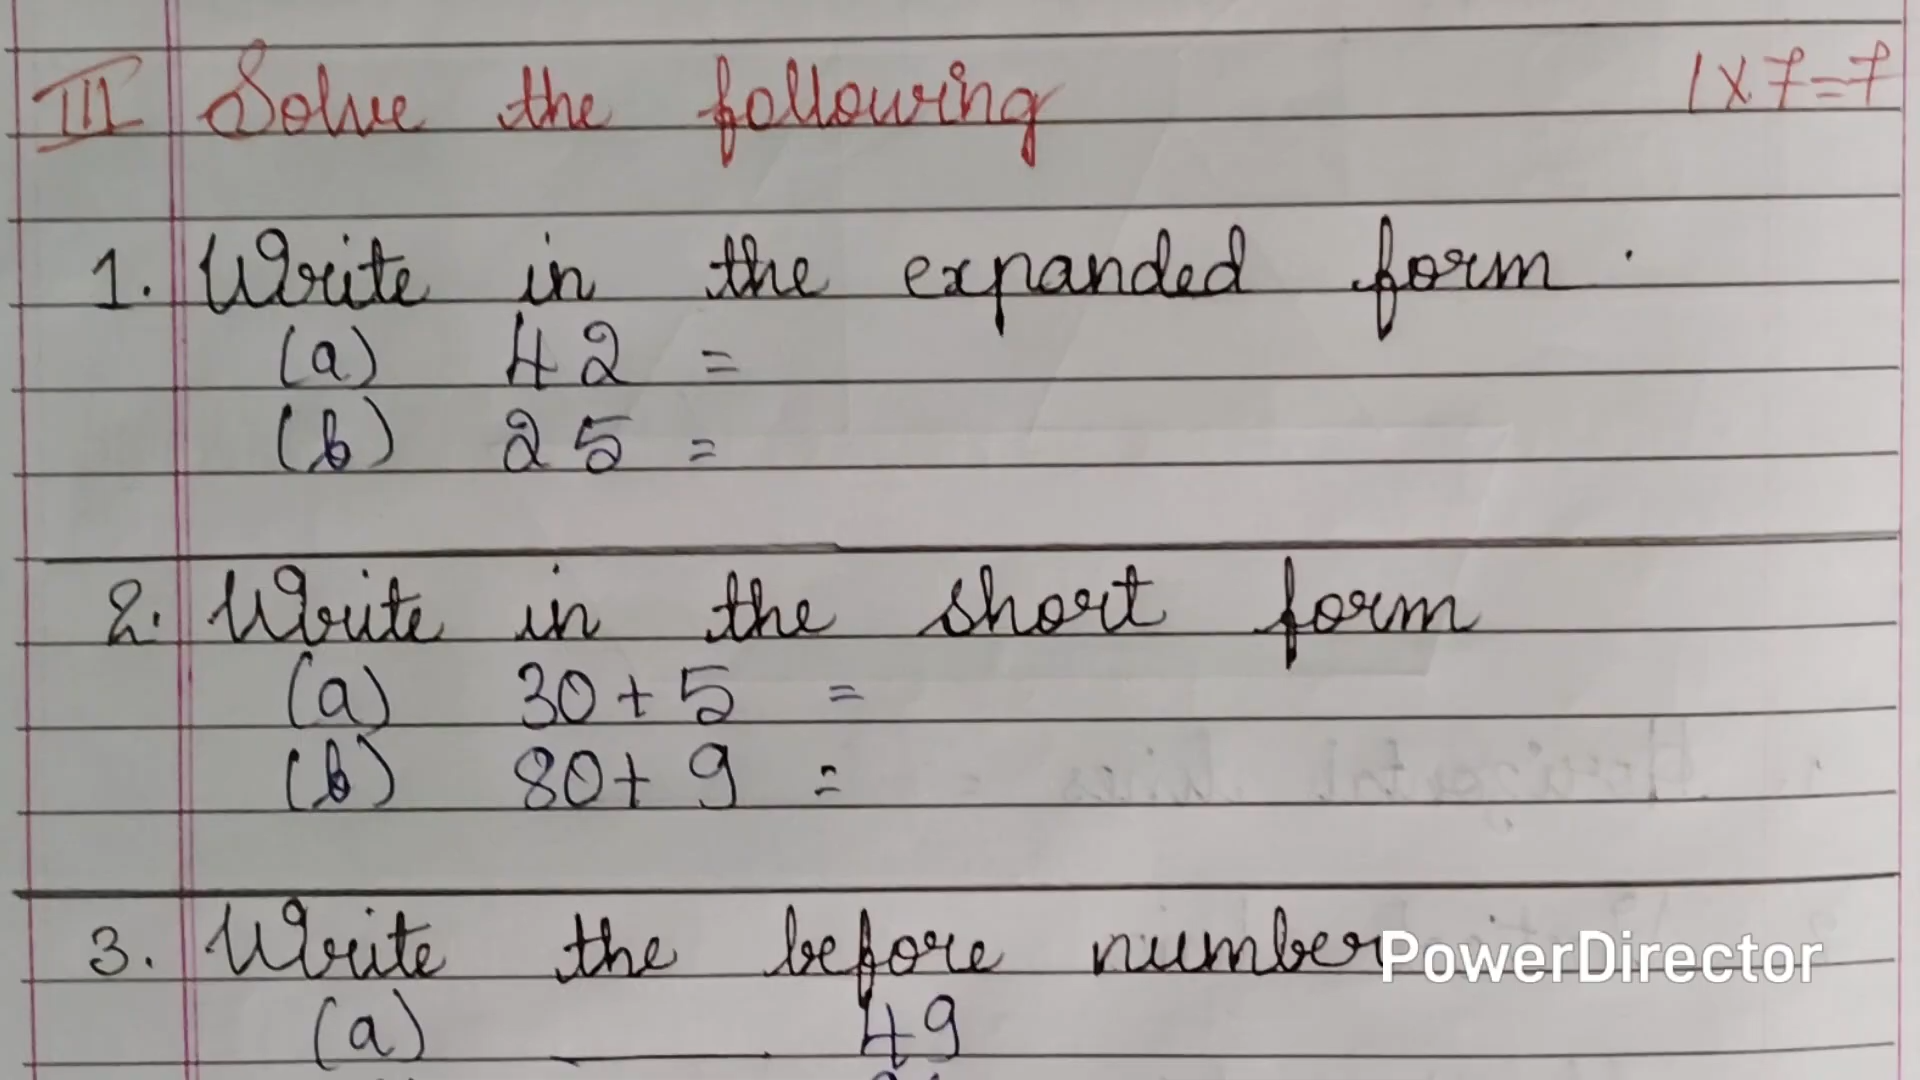 III Solve the following 1x7=7
1. Write in the expanded form.
(a) 42 =
(b) 25 =
2. Write in the short form
(a) 30+5 =
(b) 80+9 =
3. Write the before number
PowerDirector
(a) ______ 49